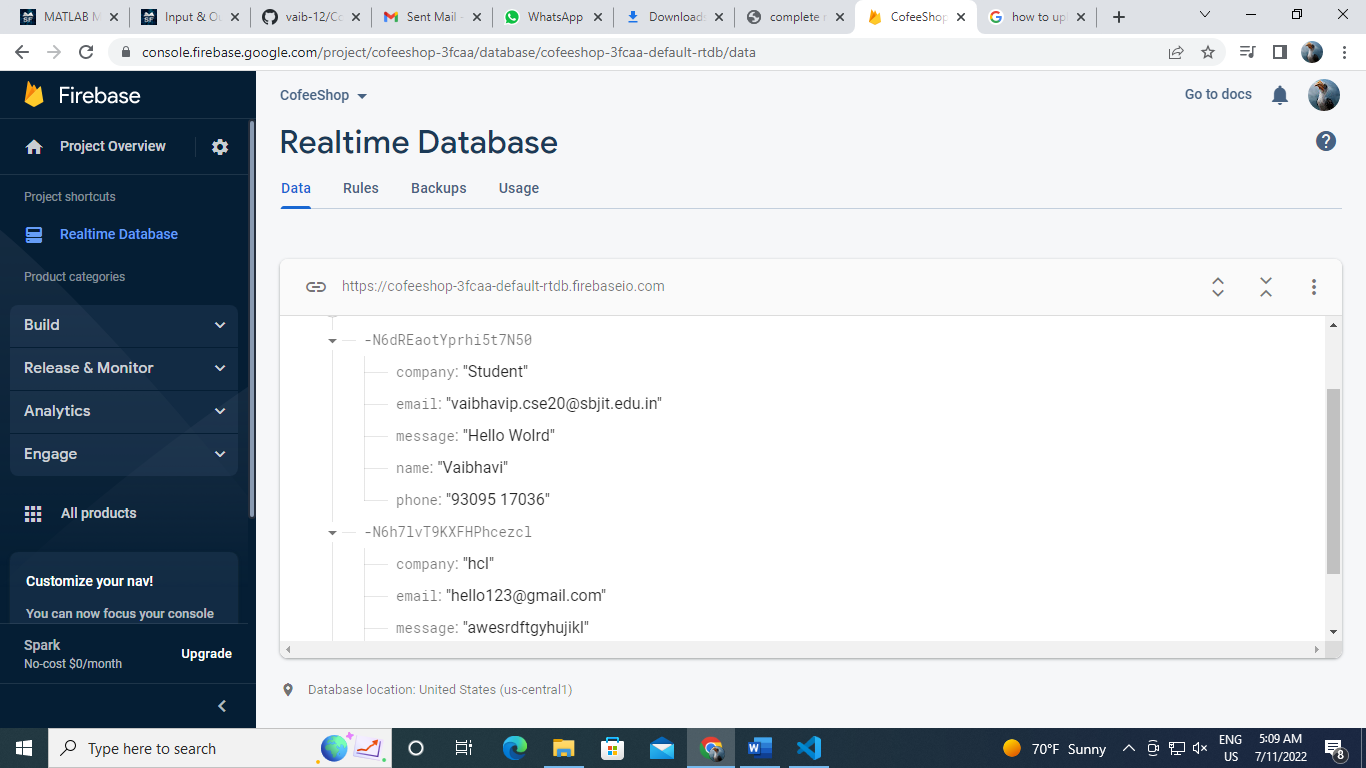 MATLAB M
Input & Ou
vaib-12/Co
Sent Mail -
WhatsApp
Downloads
complete r
CofeeShop
how to upl
console.firebase.google.com/project/cofeeshop-3fcaa/database/cofeeshop-3fcaa-default-rtdb/data
Firebase
CofeeShop
Go to docs
Project Overview
Realtime Database
Data
Rules
Backups
Usage
Project shortcuts
Realtime Database
Product categories
Build
Release & Monitor
Analytics
Engage
All products
Customize your nav!
You can now focus your console
Spark
No-cost $0/month
Upgrade
https://cofeeshop-3fcaa-default-rtdb.firebaseio.com
-N6dREaotYprhi5t7N50
company: "Student"
email: "vaibhavip.cse20@sbjit.edu.in"
message: "Hello Wolrd"
name: "Vaibhavi"
phone: "93095 17036"
-N6h7lvT9KXFHPhcezcl
company: "hcl"
email: "hello123@gmail.com"
message: "awesrdftgyhujikl"
Database location: United States (us-central1)
Type here to search
70°F Sunny
ENG
US
5:09 AM
7/11/2022
8